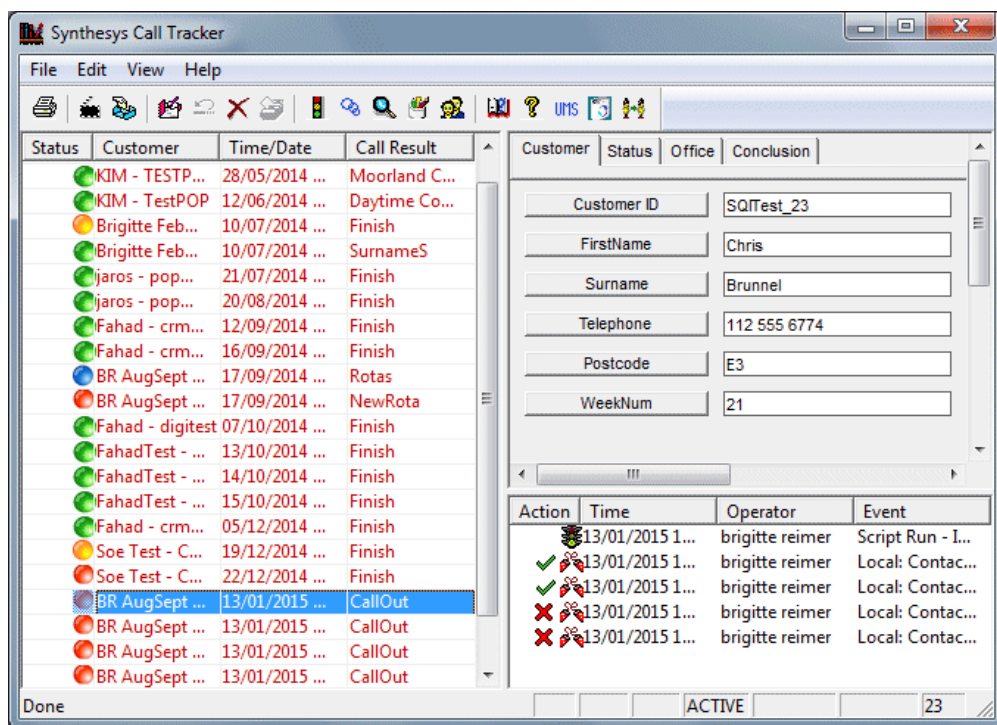 Synthesys Call Tracker
File Edit View Help
UMS
Status Customer Time/Date Call Result
KIM - TESTP... 28/05/2014 ... Moorland C...
KIM - TestPOP 12/06/2014 ... Daytime Co...
Brigitte Feb... 10/07/2014 ... Finish
Brigitte Feb... 10/07/2014 ... SurnameS
jaros - pop... 21/07/2014 ... Finish
jaros - pop... 20/08/2014 ... Finish
Fahad - crm... 12/09/2014 ... Finish
Fahad - crm... 16/09/2014 ... Finish
BR AugSept ... 17/09/2014 ... Rotas
BR AugSept ... 17/09/2014 ... NewRota
Fahad - digitest 07/10/2014 ... Finish
FahadTest - ... 13/10/2014 ... Finish
FahadTest - ... 14/10/2014 ... Finish
FahadTest - ... 15/10/2014 ... Finish
Fahad - crm... 05/12/2014 ... Finish
Soe Test - C... 19/12/2014 ... Finish
Soe Test - C... 22/12/2014 ... Finish
BR AugSept ... 13/01/2015 ... CallOut
BR AugSept ... 13/01/2015 ... CallOut
BR AugSept ... 13/01/2015 ... CallOut
BR AugSept ... 13/01/2015 ... CallOut
Customer Status Office Conclusion
Customer ID SQlTest_23
FirstName Chris
Surname Brunnel
Telephone 112 555 6774
Postcode E3
WeekNum 21
Action Time Operator Event
13/01/2015 1... brigitte reimer Script Run - I...
13/01/2015 1... brigitte reimer Local: Contac...
13/01/2015 1... brigitte reimer Local: Contac...
13/01/2015 1... brigitte reimer Local: Contac...
13/01/2015 1... brigitte reimer Local: Contac...
Done ACTIVE 23